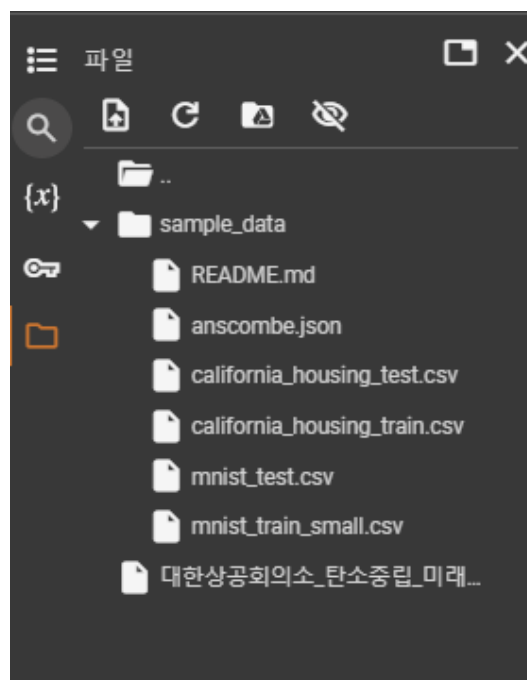 파일
{x}
..
sample_data
README.md
anscombe.json
california_housing_test.csv
california_housing_train.csv
mnist_test.csv
mnist_train_small.csv
대한상공회의소_탄소중립_미래...